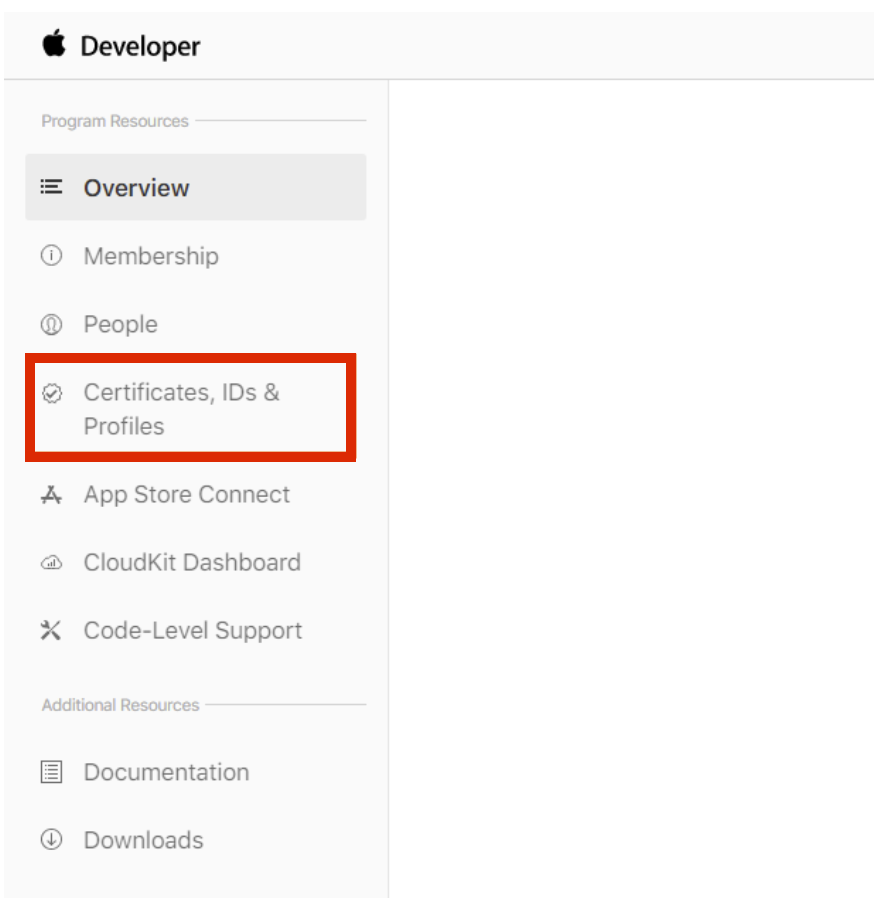 Developer
Program Resources
Overview
Membership
People
Certificates, IDs &
Profiles
App Store Connect
CloudKit Dashboard
Code-Level Support
Additional Resources
Documentation
Downloads